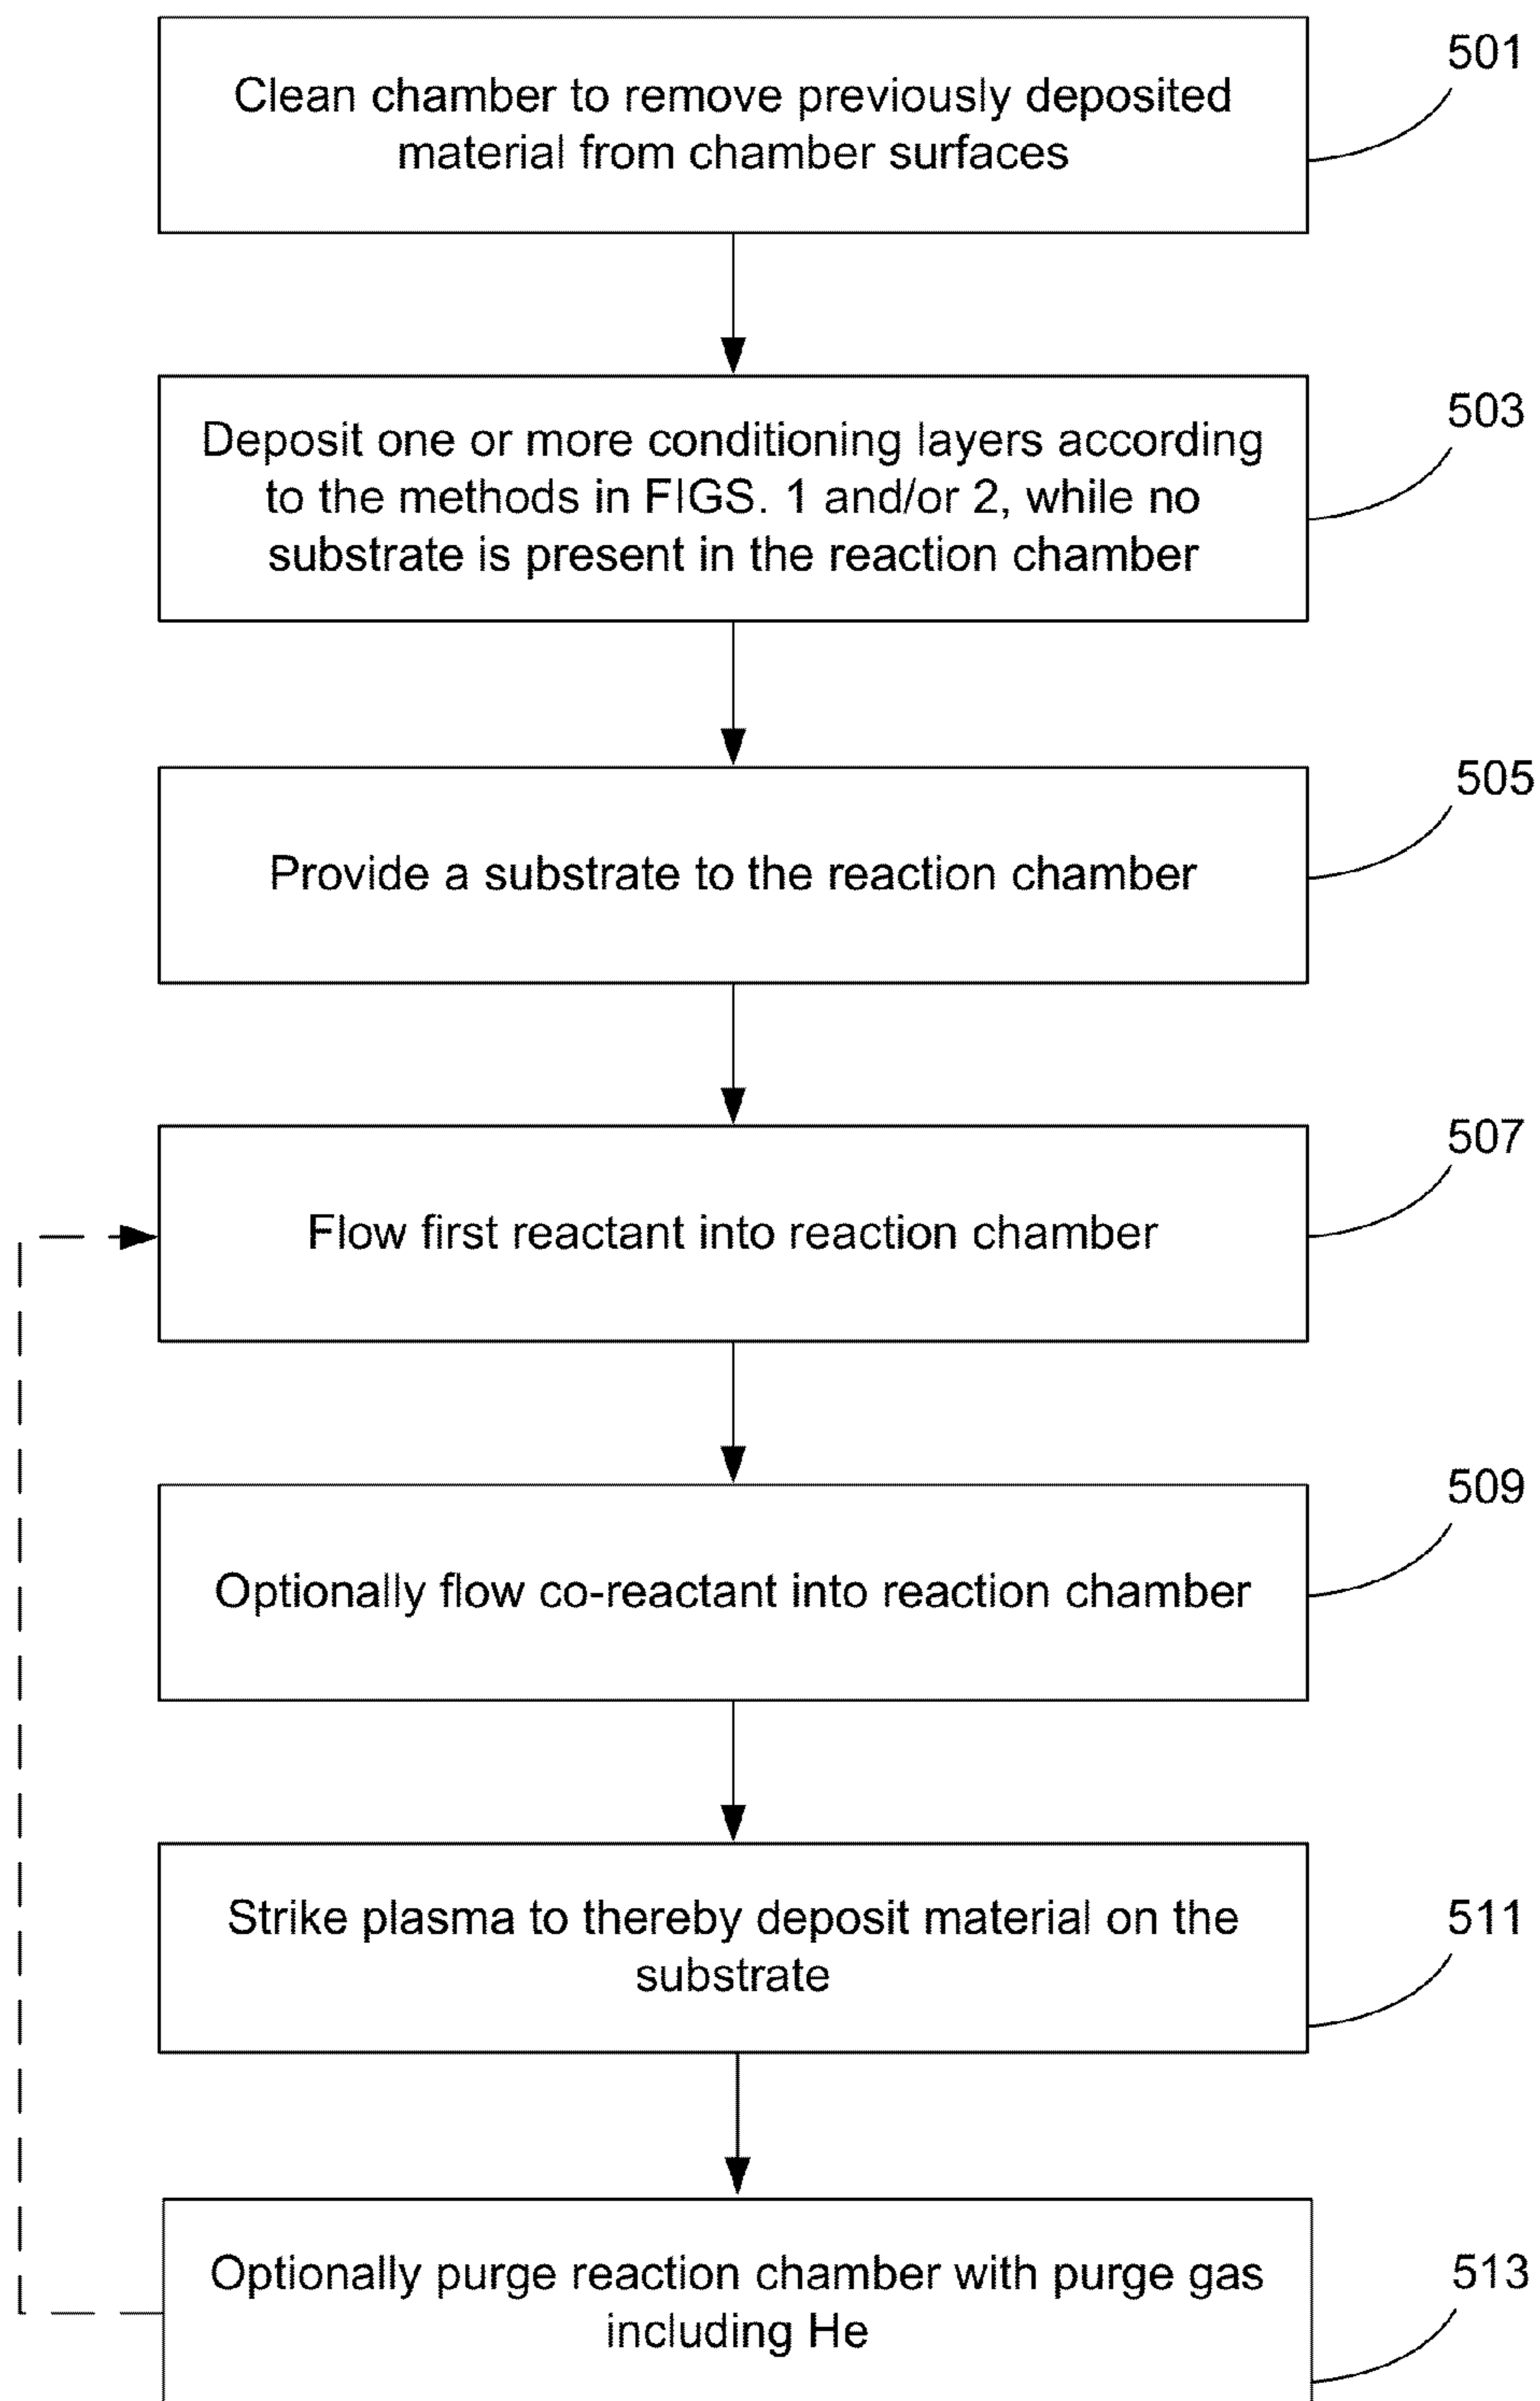 501
Clean chamber to remove previously deposited
material from chamber surfaces
503
Deposit one or more conditioning layers according
to the methods in FIGS. 1 and/or 2, while no
substrate is present in the reaction chamber
505
Provide a substrate to the reaction chamber
507
Flow first reactant into reaction chamber
509
Optionally flow co-reactant into reaction chamber
511
Strike plasma to thereby deposit material on the
substrate
513
Optionally purge reaction chamber with purge gas
including He